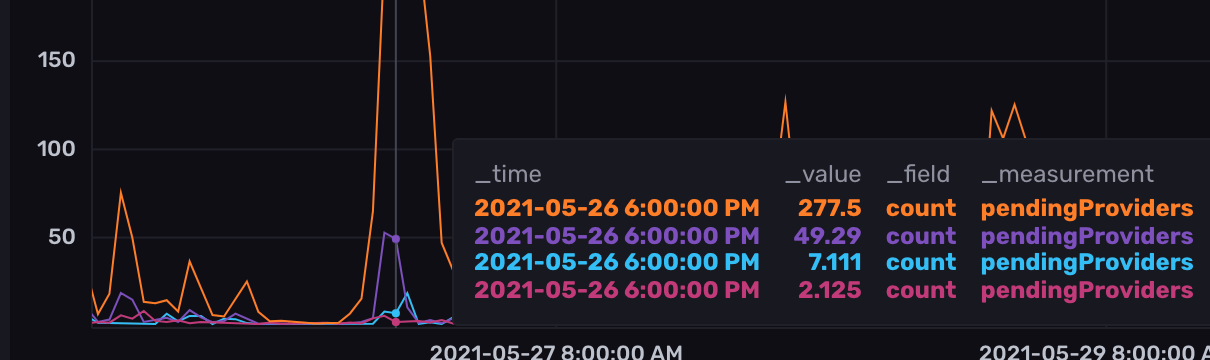 150
100
50
_time _value _field _measurement
2021-05-26 6:00:00 PM 277.5 count pendingProviders
2021-05-26 6:00:00 PM 49.29 count pendingProviders
2021-05-26 6:00:00 PM 7.111 count pendingProviders
2021-05-26 6:00:00 PM 2.125 count pendingProviders
2021-05-27 8:00:00 AM 2021-05-29 8:00:00